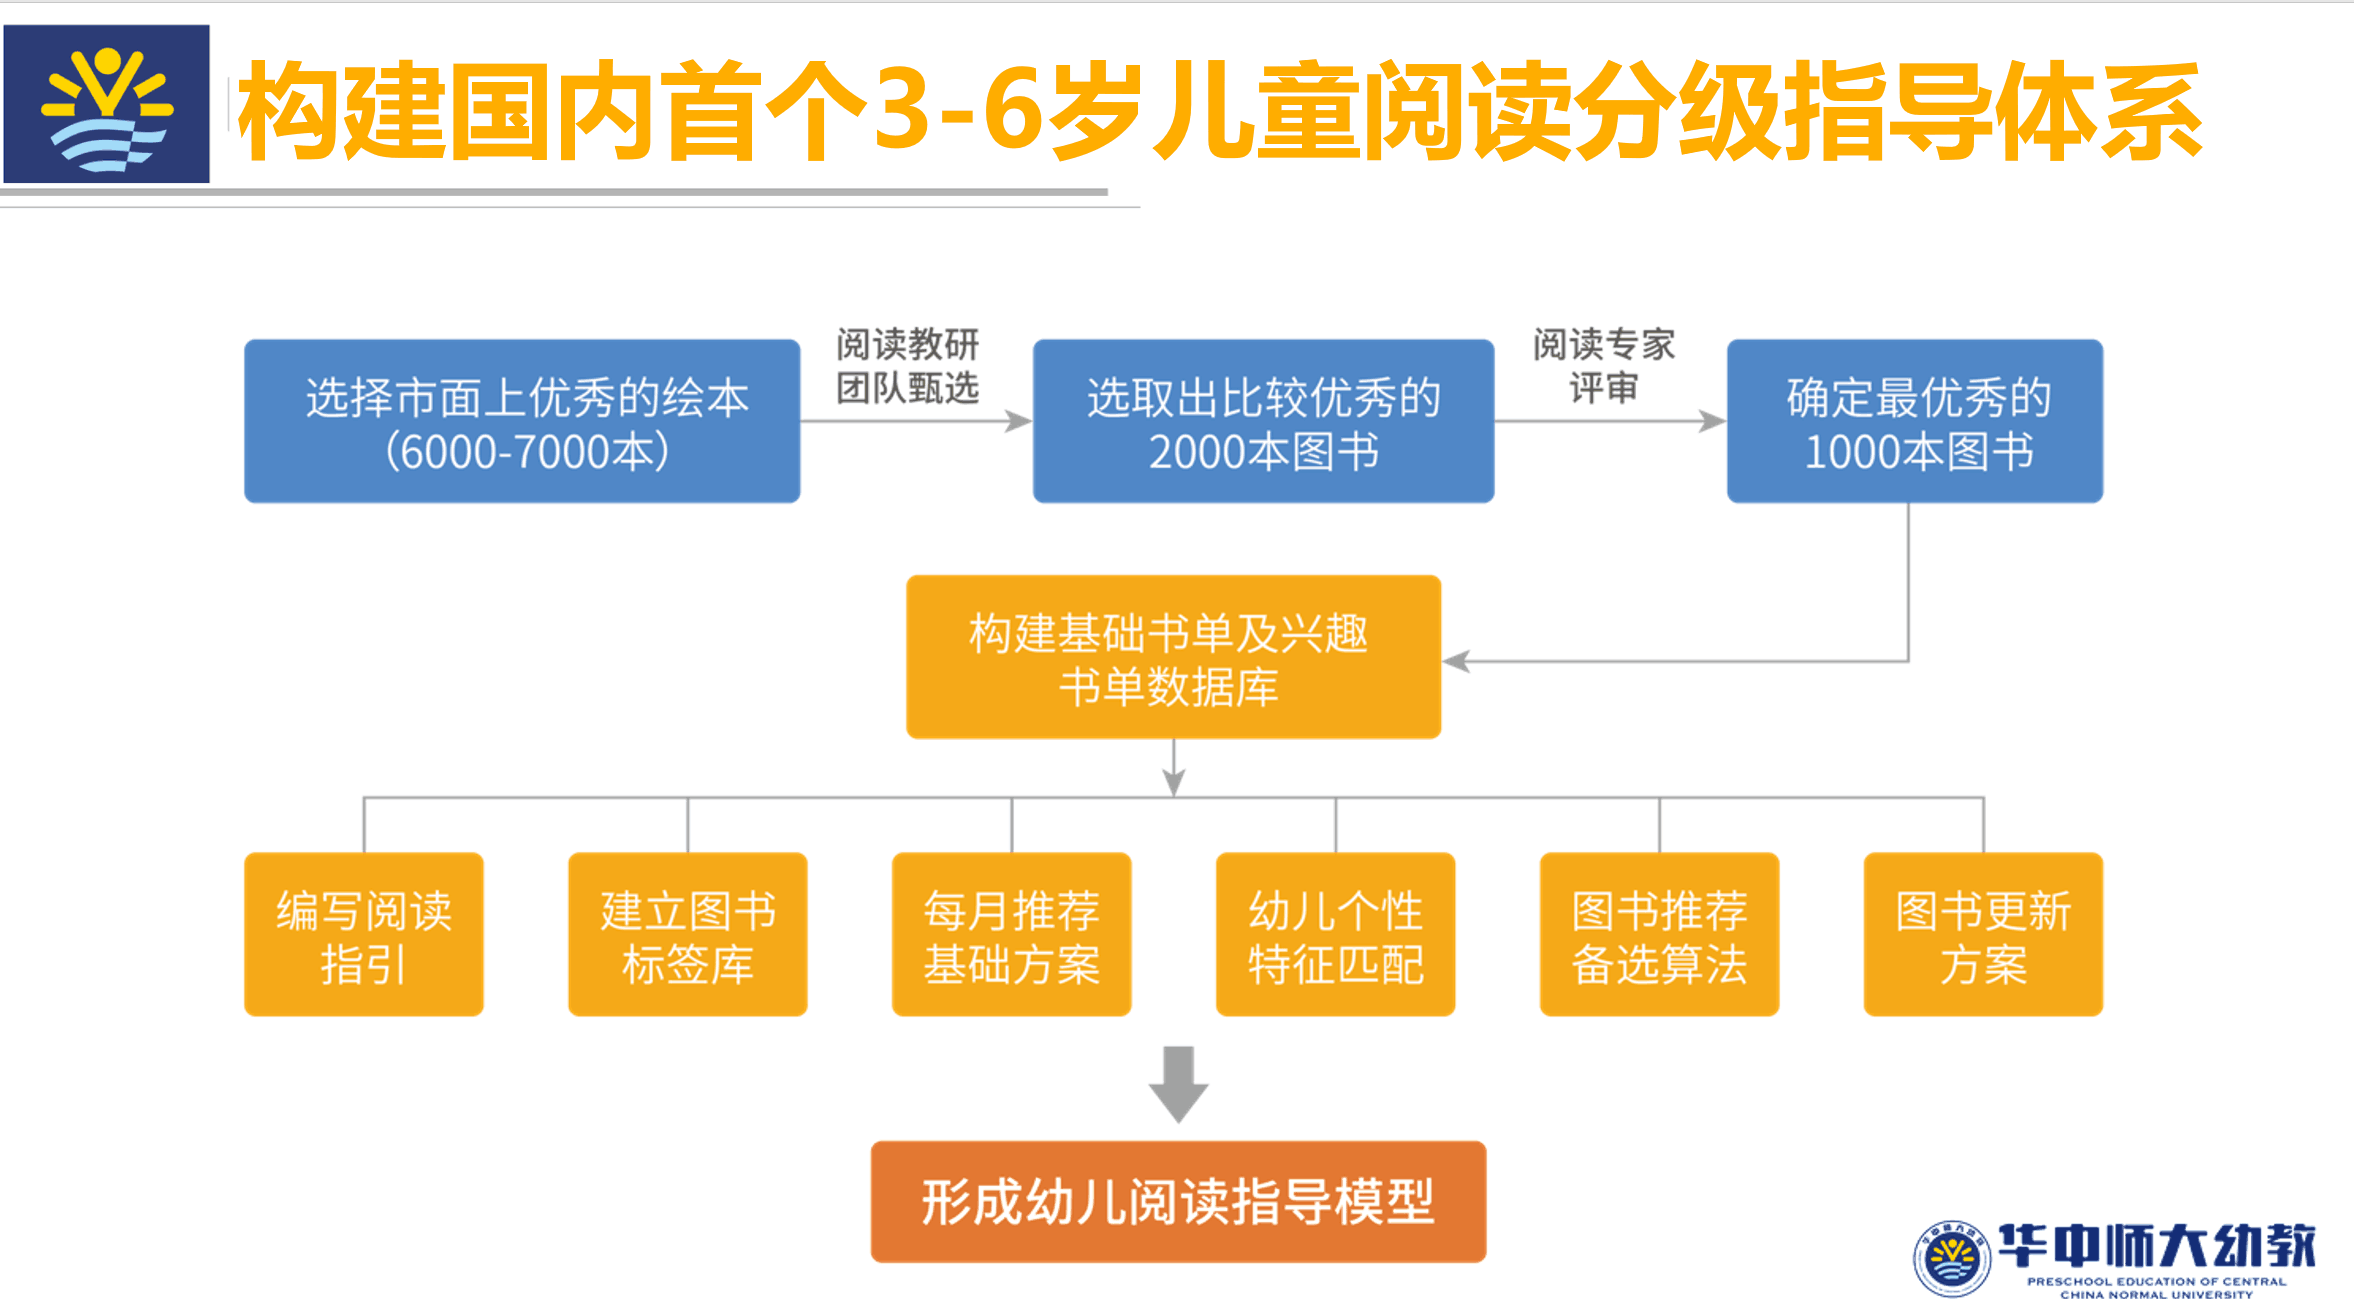 构建国内首个3-6岁儿童阅读分级指导体系
选择市面上优秀的绘本
（6000-7000本）
阅读教研
团队甄选
选取出比较优秀的
2000本图书
阅读专家
评审
确定最优秀的
1000本图书
构建基础书单及兴趣
书单数据库
编写阅读
指引
建立图书
标签库
每月推荐
基础方案
幼儿个性
特征匹配
图书推荐
备选算法
图书更新
方案
形成幼儿阅读指导模型
华中师大幼教
华中师大幼教
PRESCHOOL EDUCATION OF CENTRAL
CHINA NORMAL UNIVERSITY